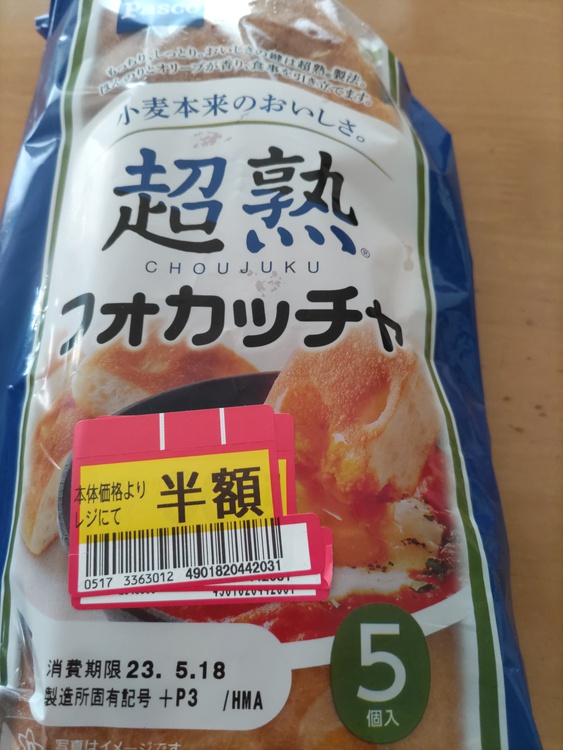 Pasco
もっちり、しっとり。おいしさの鍵は超熟。製法。
ほんのりとオリーブが香り、食事を引き立てます。
小麦本来のおいしさ。
超熟®
CHOUJUKU
フォカッチャ
本体価格より
レジにて
半額
0517 3363012 4901820442031
消費期限 23. 5.18
製造所固有記号 +P3 /HMA
5
個入
写真はイメージです